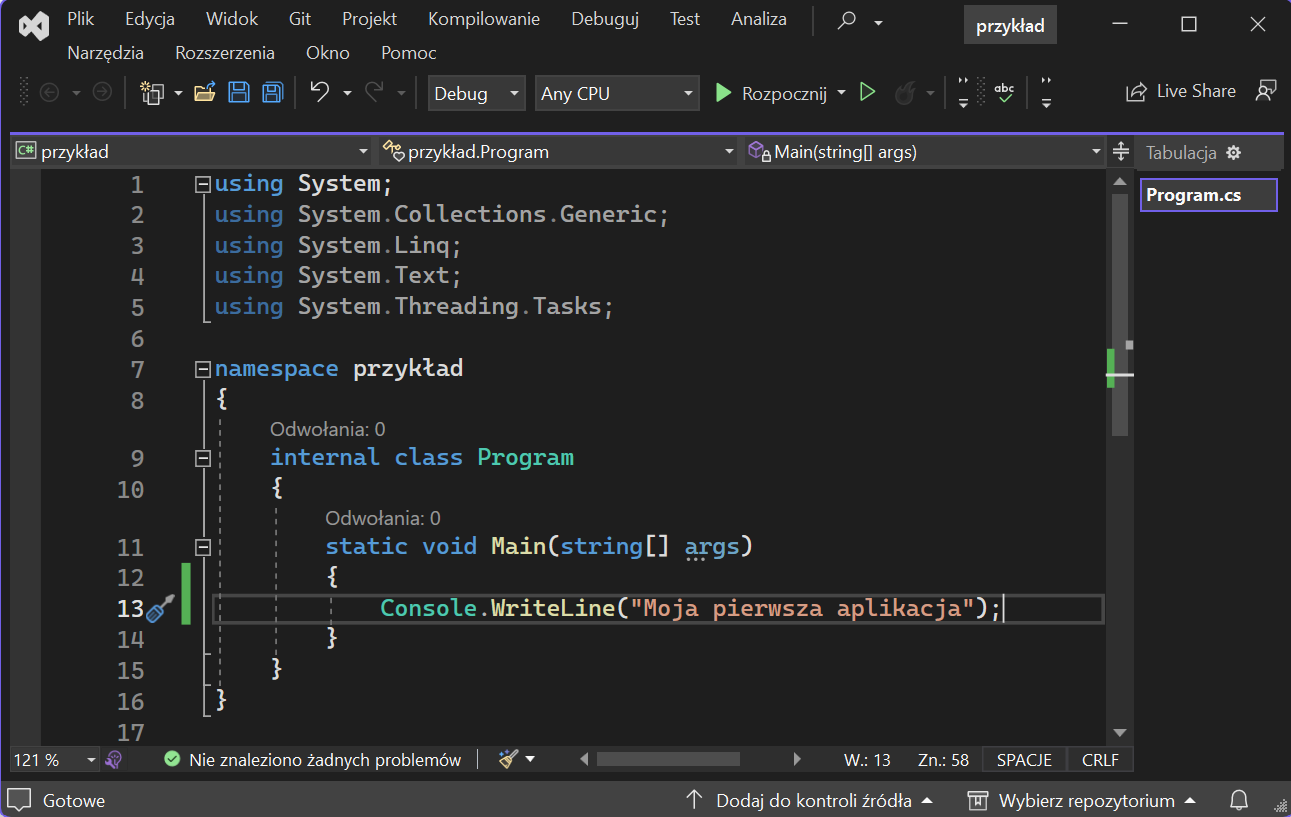 Plik Edycja Widok Git Projekt Kompilowanie Debuguj Test Analiza przykład
Narzędzia Rozszerzenia Okno Pomoc
Debug Any CPU Rozpocznij abc Live Share
C# przykład przykład.Program Main(string[] args) Tabulacja
Program.cs
1 using System;
2 using System.Collections.Generic;
3 using System.Linq;
4 using System.Text;
5 using System.Threading.Tasks;
6
7 namespace przykład
8 {
Odwołania: 0
9 internal class Program
10 {
Odwołania: 0
11 static void Main(string[] args)
12 {
13 Console.WriteLine("Moja pierwsza aplikacja");
14 }
15 }
16 }
17
121 % Nie znaleziono żadnych problemów W.: 13 Zn.: 58 SPACJE CRLF
Gotowe Dodaj do kontroli źródła Wybierz repozytorium